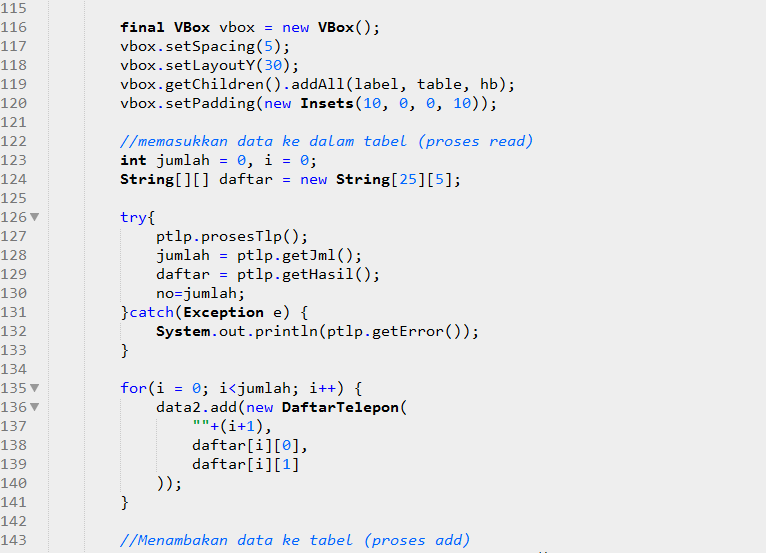 115
116 final VBox vbox = new VBox();
117 vbox.setSpacing(5);
118 vbox.setLayoutY(30);
119 vbox.getChildren().addAll(label, table, hb);
120 vbox.setPadding(new Insets(10, 0, 0, 10));
121
122 //memasukkan data ke dalam tabel (proses read)
123 int jumlah = 0, i = 0;
124 String[][] daftar = new String[25][5];
125
126 try{
127 ptlp.prosesTlp();
128 jumlah = ptlp.getJml();
129 daftar = ptlp.getHasil();
130 no=jumlah;
131 }catch(Exception e) {
132 System.out.println(ptlp.getError());
133 }
134
135 for(i = 0; i<jumlah; i++) {
136 data2.add(new DaftarTelepon(
137 ""+(i+1),
138 daftar[i][0],
139 daftar[i][1]
140 ));
141 }
142
143 //Menambakan data ke tabel (proses add)